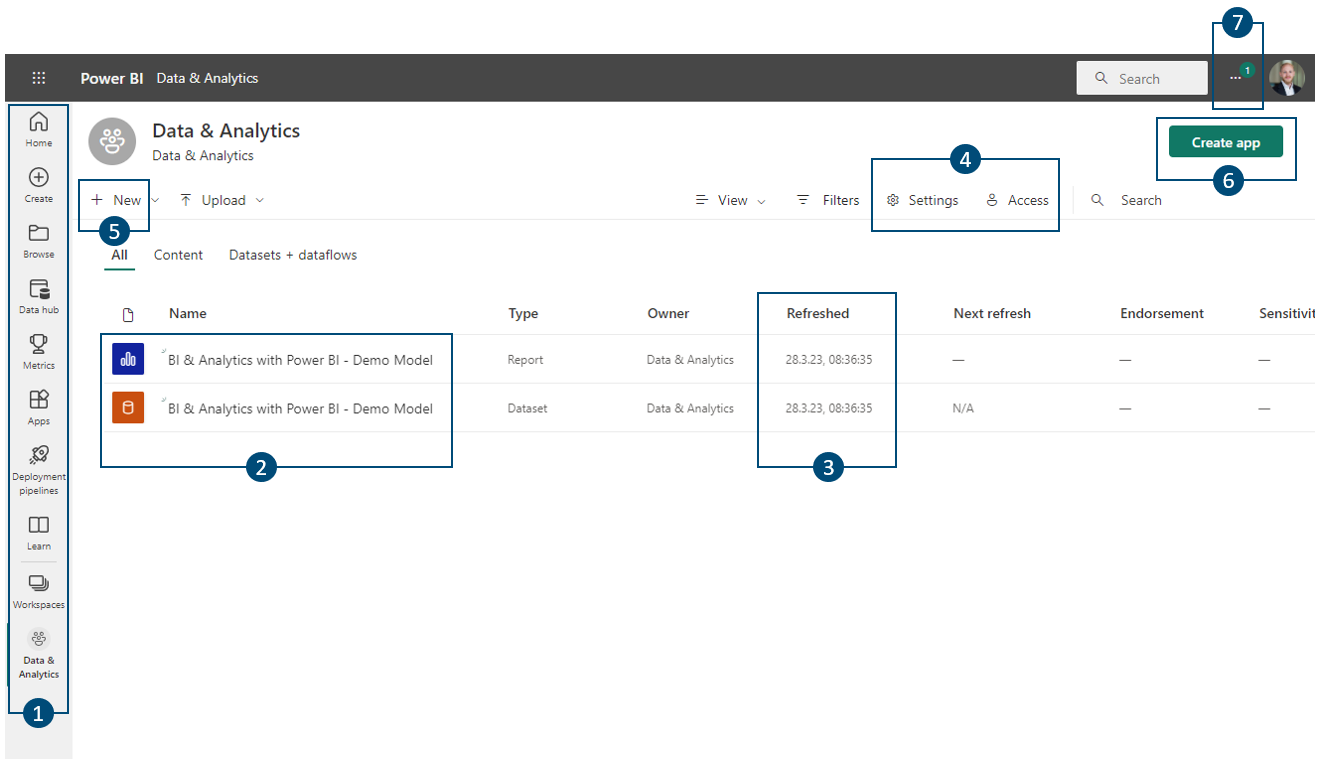 7
Power BI Data & Analytics
Search
... 1
Home
Create
Browse
Data hub
Metrics
Apps
Deployment
pipelines
Learn
Workspaces
Data &
Analytics
1
Data & Analytics
Data & Analytics
Create app
6
4
+ New
Upload
View
Filters
Settings
Access
Search
5
All Content Datasets + dataflows
Name Type Owner Refreshed Next refresh Endorsement Sensitivit
BI & Analytics with Power BI - Demo Model Report Data & Analytics 28.3.23, 08:36:35 — — —
BI & Analytics with Power BI - Demo Model Dataset Data & Analytics 28.3.23, 08:36:35 N/A — —
2
3